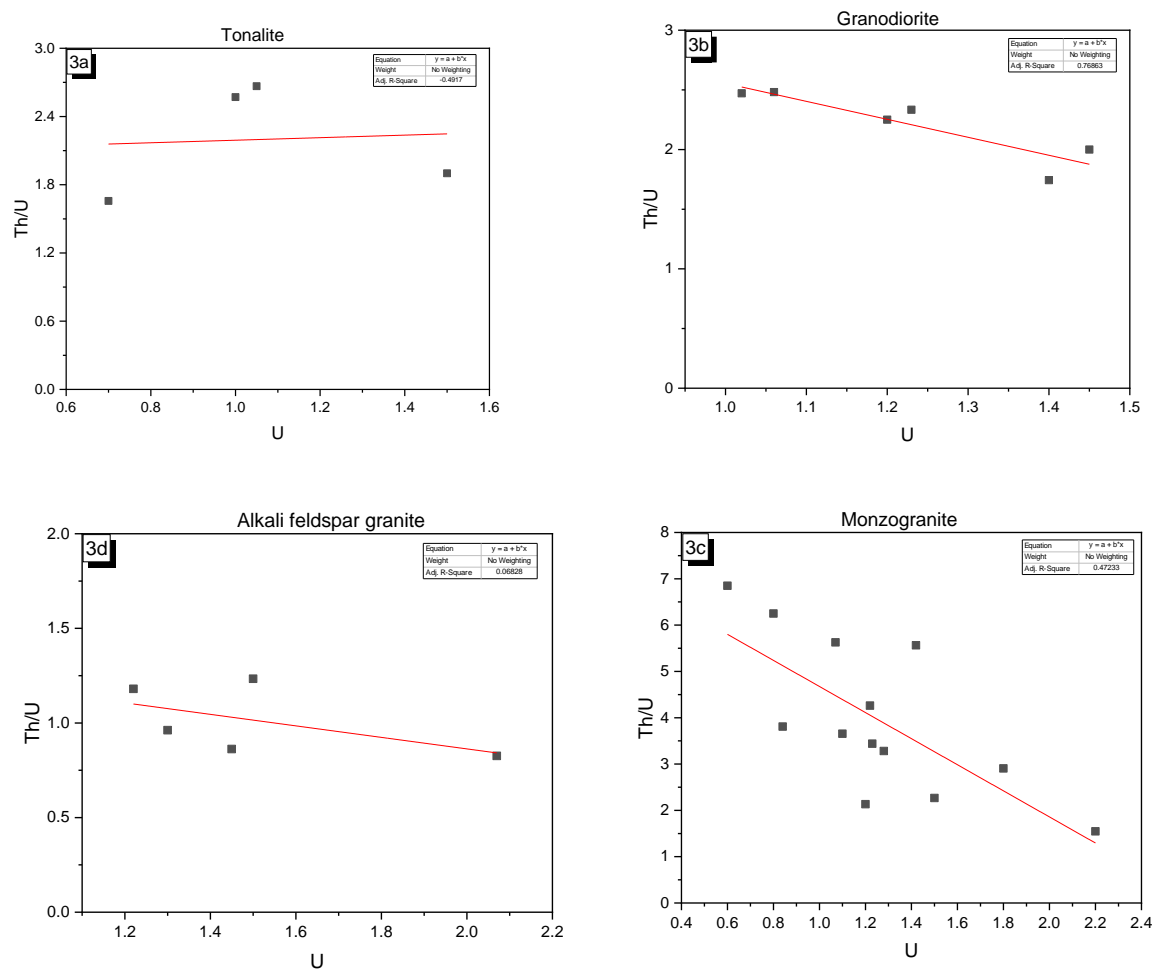 Tonalite
3a
Equation y = a + b*x
Weight No Weighting
Adj. R-Square -0.4917
3.0
2.4
1.8
1.2
0.6
0.0
Th/U
0.6 0.8 1.0 1.2 1.4 1.6
U
Granodiorite
3b
Equation y = a + b*x
Weight No Weighting
Adj. R-Square 0.76863
3
2
1
0
Th/U
1.0 1.1 1.2 1.3 1.4 1.5
U
Alkali feldspar granite
3d
Equation y = a + b*x
Weight No Weighting
Adj. R-Square 0.06828
2.0
1.5
1.0
0.5
0.0
Th/U
1.2 1.4 1.6 1.8 2.0 2.2
U
Monzogranite
3c
Equation y = a + b*x
Weight No Weighting
Adj. R-Square 0.47233
8
7
6
5
4
3
2
1
0
Th/U
0.4 0.6 0.8 1.0 1.2 1.4 1.6 1.8 2.0 2.2 2.4
U